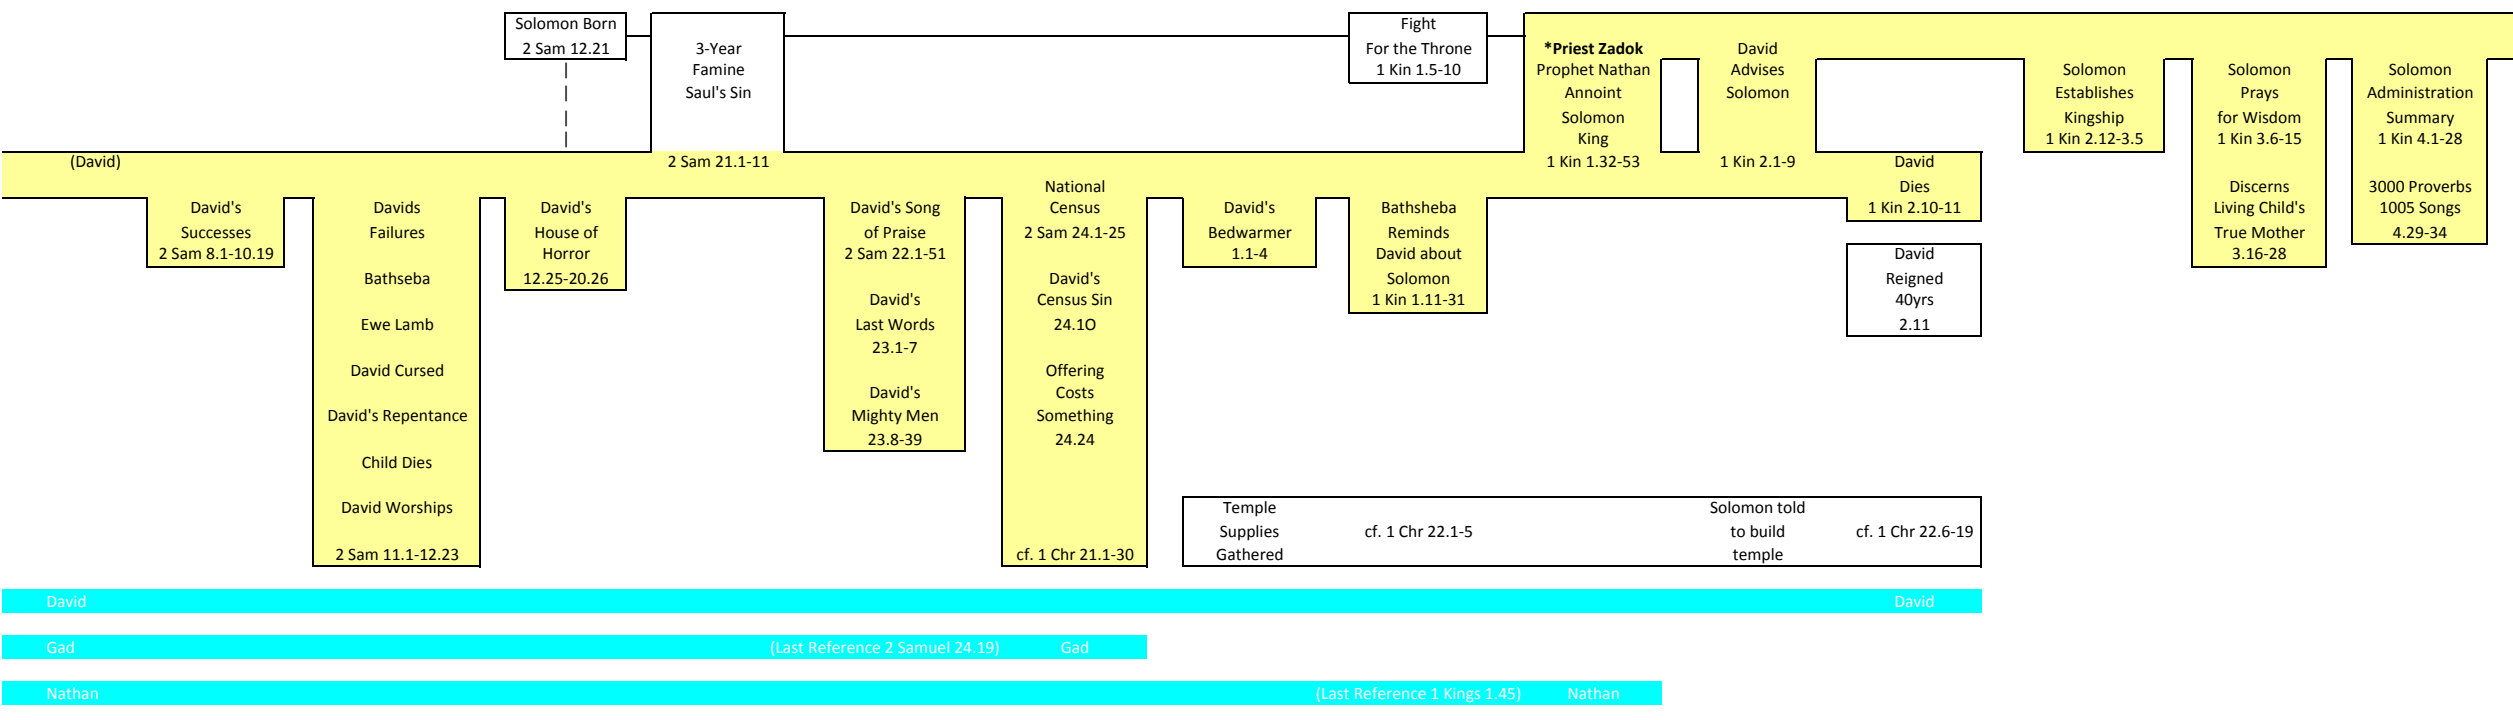 Solomon Born
2 Sam 12.21
3-Year
Famine
Saul's Sin
2 Sam 21.1-11
Fight
For the Throne
1 Kin 1.5-10
*Priest Zadok
Prophet Nathan
Annoint
Solomon
King
1 Kin 1.32-53
David
Advises
Solomon
1 Kin 2.1-9
Solomon
Establishes
Kingship
1 Kin 2.12-3.5
Solomon
Prays
for Wisdom
1 Kin 3.6-15
Discerns
Living Child's
True Mother
3.16-28
Solomon
Administration
Summary
1 Kin 4.1-28
3000 Proverbs
1005 Songs
4.29-34
(David)
David's
Successes
2 Sam 8.1-10.19
Davids
Failures
Bathseba
Ewe Lamb
David Cursed
David's Repentance
Child Dies
David Worships
2 Sam 11.1-12.23
David's
House of
Horror
12.25-20.26
David's Song
of Praise
2 Sam 22.1-51
David's
Last Words
23.1-7
David's
Mighty Men
23.8-39
National
Census
2 Sam 24.1-25
David's
Census Sin
24.1O
Offering
Costs
Something
24.24
cf. 1 Chr 21.1-30
David's
Bedwarmer
1.1-4
Bathsheba
Reminds
David about
Solomon
1 Kin 1.11-31
David
Dies
1 Kin 2.10-11
David
Reigned
40yrs
2.11
Temple
Supplies
Gathered
cf. 1 Chr 22.1-5
Solomon told
to build
temple
cf. 1 Chr 22.6-19
David David
Gad (Last Reference 2 Samuel 24.19) Gad
Nathan (Last Reference 1 Kings 1.45) Nathan